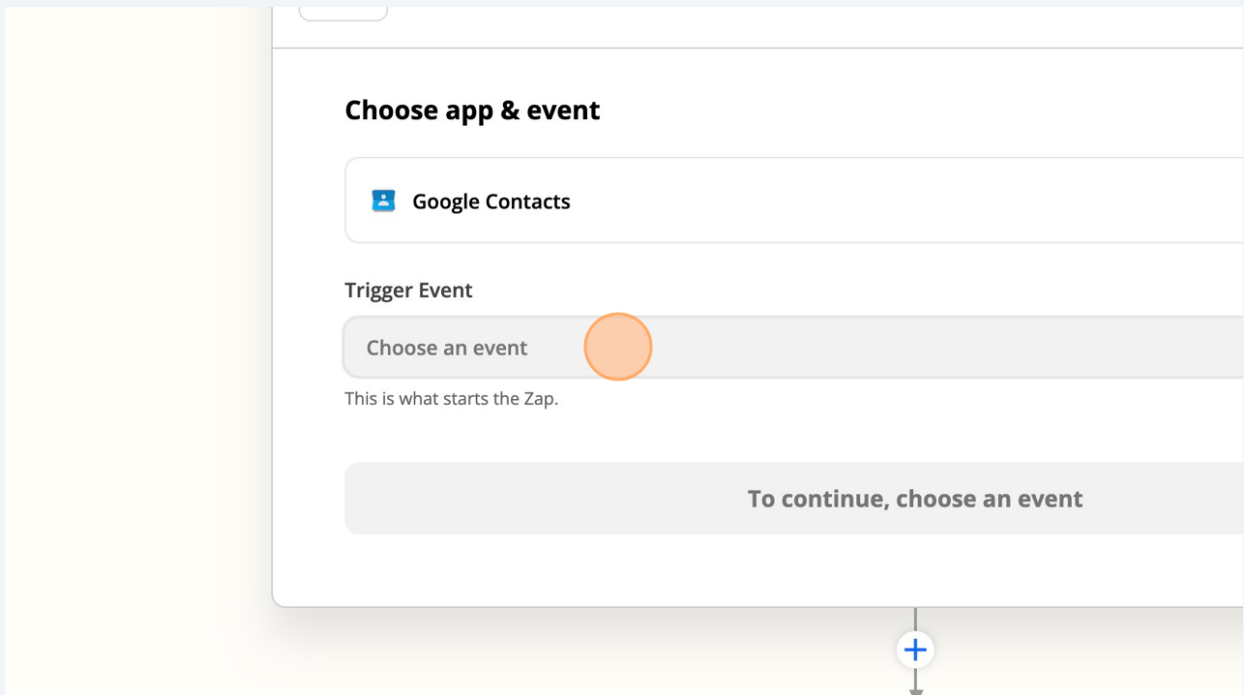 Choose app & event
Google Contacts
Trigger Event
Choose an event
This is what starts the Zap.
To continue, choose an event